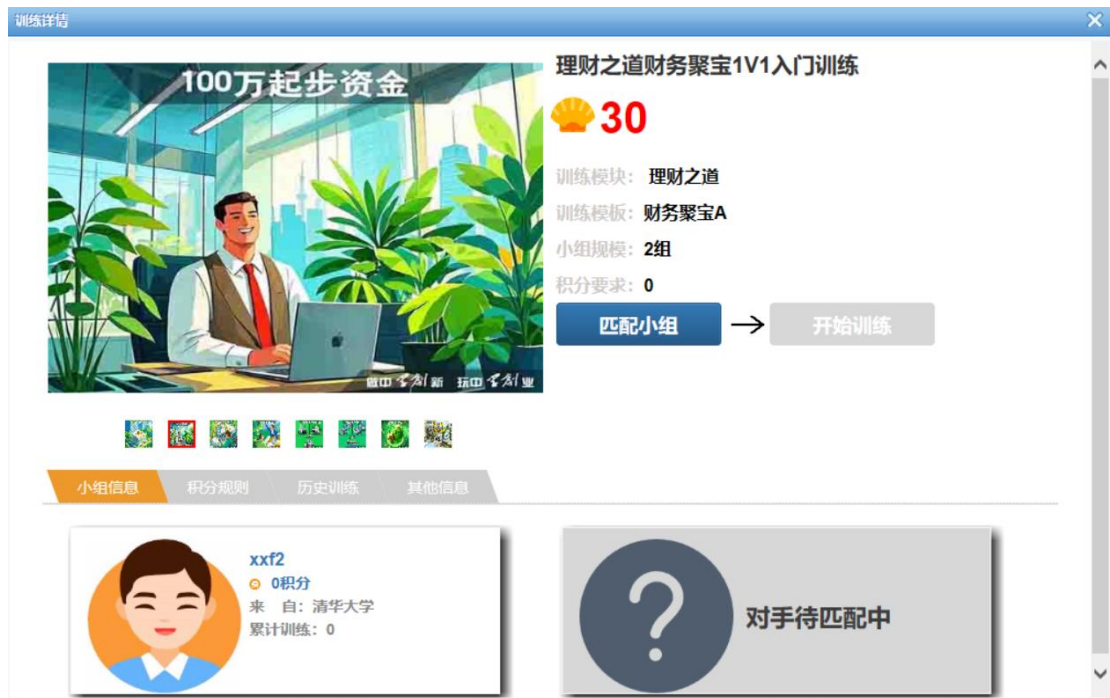 训练详情
100万起步资金
做中学创新 玩中学创业
理财之道财务聚宝1V1入门训练
30
训练模块： 理财之道
训练模板：财务聚宝A
小组规模：2组
积分要求：0
匹配小组
开始训练
小组信息 积分规则 历史训练 其他信息
xxf2
0积分
来 自：清华大学
累计训练：0
对手待匹配中